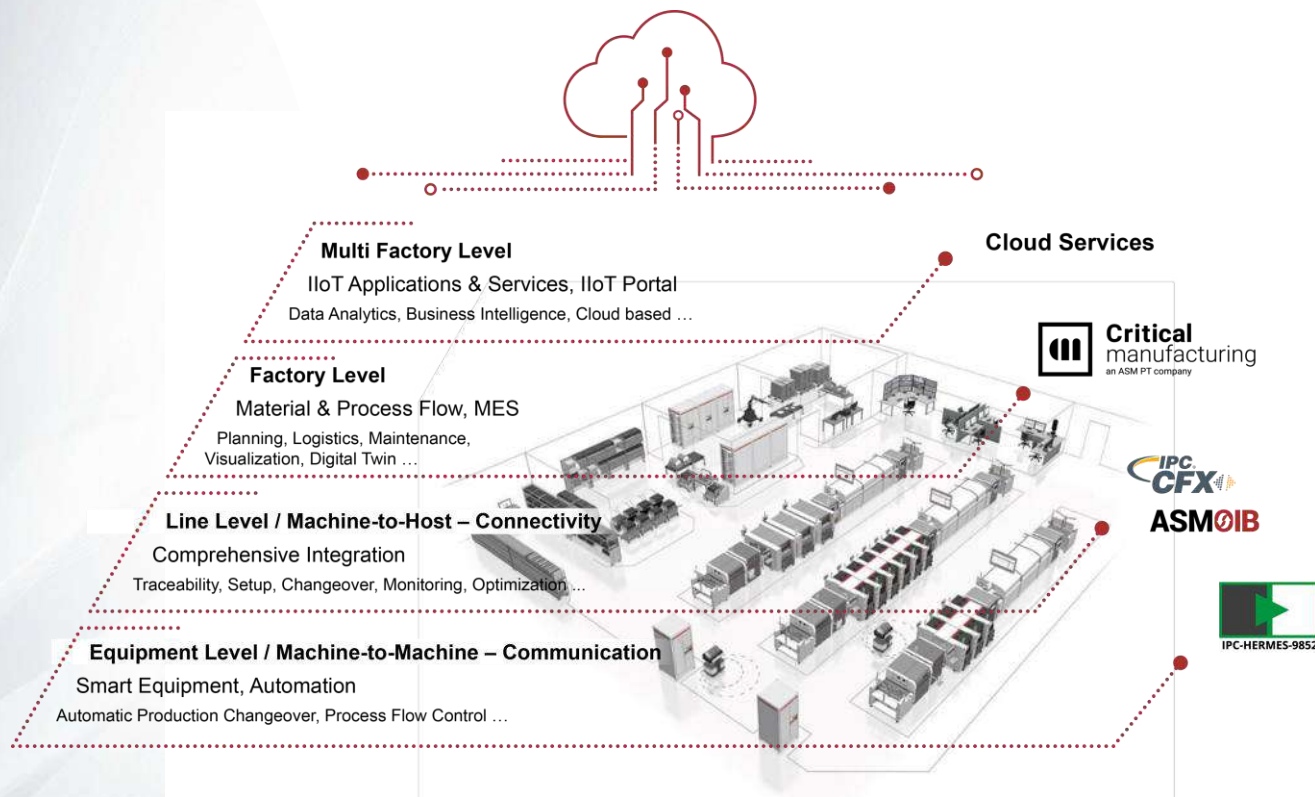 Multi Factory Level
IIoT Applications & Services, IIoT Portal
Data Analytics, Business Intelligence, Cloud based …
Cloud Services
Factory Level
Material & Process Flow, MES
Planning, Logistics, Maintenance,
Visualization, Digital Twin …
Critical
manufacturing
an ASM PT company
Line Level / Machine-to-Host – Connectivity
Comprehensive Integration
Traceability, Setup, Changeover, Monitoring, Optimization ...
IPC
CFX
ASMOIB
Equipment Level / Machine-to-Machine – Communication
Smart Equipment, Automation
Automatic Production Changeover, Process Flow Control …
IPC-HERMES-9852